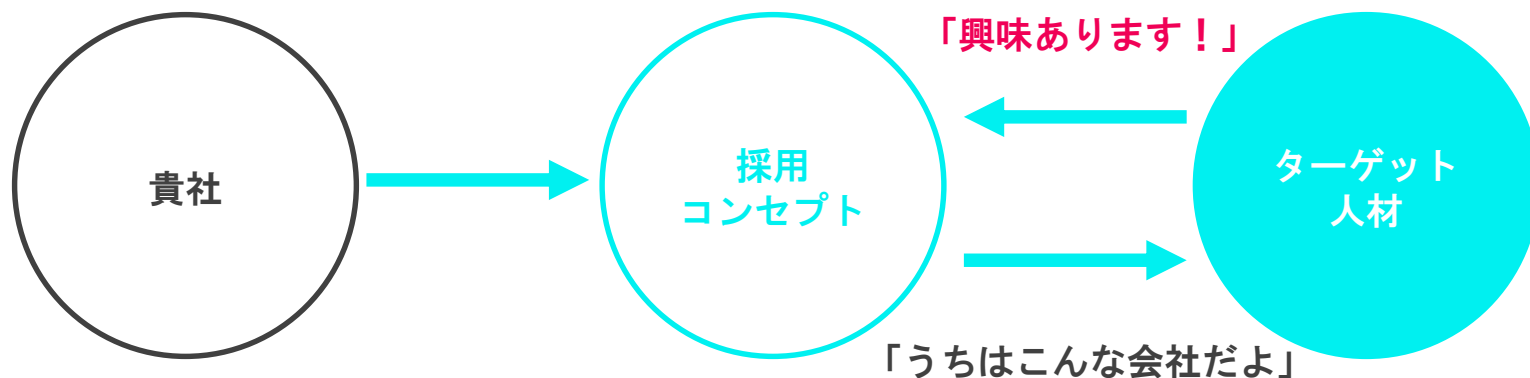 「興味あります！」
貴社
採用
コンセプト
ターゲット
人材
「うちはこんな会社だよ」